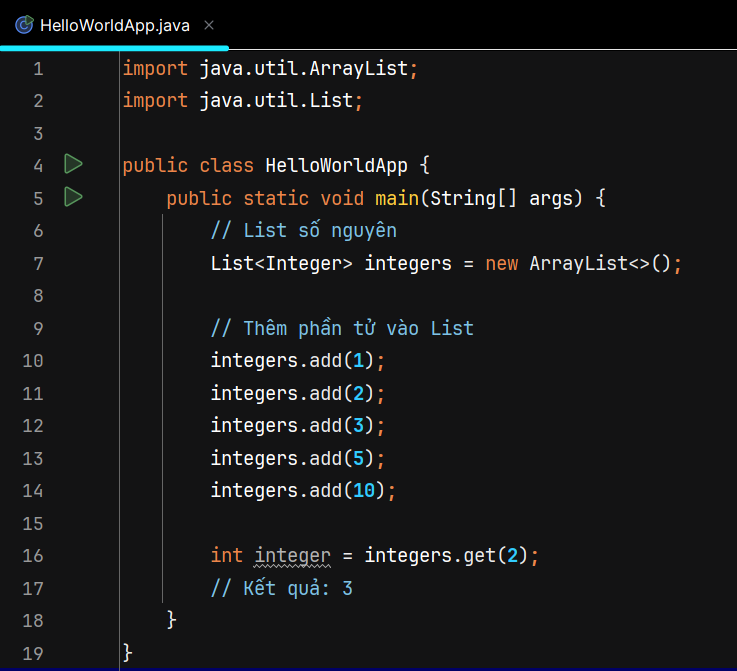 HelloWorldApp.java ×
1 import java.util.ArrayList;
2 import java.util.List;
3
4 public class HelloWorldApp {
5 public static void main(String[] args) {
6 // List số nguyên
7 List<Integer> integers = new ArrayList<>();
8
9 // Thêm phần tử vào List
10 integers.add(1);
11 integers.add(2);
12 integers.add(3);
13 integers.add(5);
14 integers.add(10);
15
16 int integer = integers.get(2);
17 // Kết quả: 3
18 }
19 }